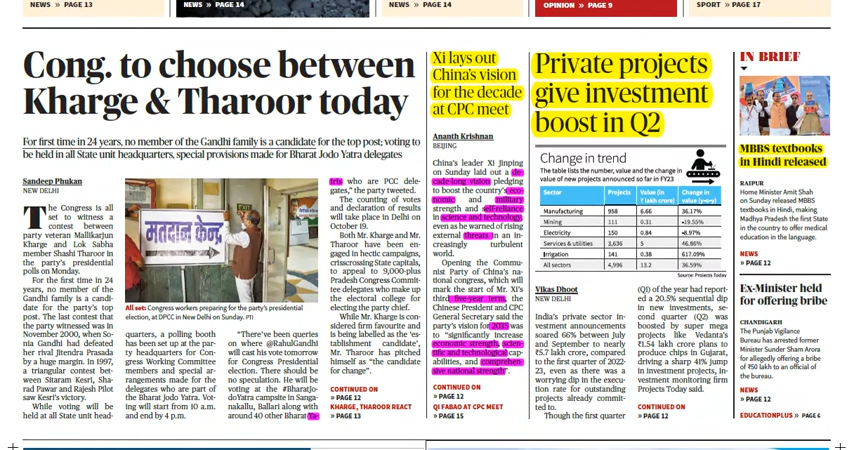 NEWS » PAGE 13
NEWS » PAGE 14
NEWS » PAGE 14
OPINION » PAGE 9
SPORT » PAGE 17
Cong. to choose between
Kharge & Tharoor today
For first time in 24 years, no member of the Gandhi family is a candidate for the top post; voting to
be held in all State unit headquarters, special provisions made for Bharat Jodo Yatra delegates
Sandeep Phukan
NEW DELHI
The Congress is all
set to witness a
contest between
party veteran Mallikarjun
Kharge and Lok Sabha
member Shashi Tharoor in
the party's presidential
polls on Monday.
For the first time in 24
years, no member of the
Gandhi family is a candi-
date for the party's top
post. The last contest that
the party witnessed was in
November 2000, when So-
nia Gandhi had defeated
her rival Jitendra Prasada
by a huge margin. In 1997,
a triangular contest bet-
ween Sitaram Kesri, Sha-
rad Pawar and Rajesh Pilot
saw Kesri's victory.
While voting will be
held at all State unit head-
मतदान केन्द्र
All set: Congress workers preparing for the party's presidential
election, at DPCC in New Delhi on Sunday. PTI
quarters, a polling booth
has been set up at the par-
ty headquarters for Con-
gress Working Committee
members and special ar-
rangements made for the
delegates who are part of
the Bharat Jodo Yatra. Vot-
ing will start from 10 a.m.
and end by 4 p.m.
"There've been queries
on where @RahulGandhi
will cast his vote tomorrow
for Congress Presidential
election. There should be
no speculation. He will be
voting at the #BharatJo-
doYatra campsite in Sanga-
nakallu, Ballari along with
around 40 other Bharat Ya-
tris who are PCC dele-
gates," the party tweeted.
The counting of votes
and declaration of results
will take place in Delhi on
October 19.
Both Mr. Kharge and Mr.
Tharoor have been en-
gaged in hectic campaigns,
crisscrossing State capitals,
to appeal to 9,000-plus
Pradesh Congress Commit-
tee delegates who make up
the electoral college for
electing the party chief.
While Mr. Kharge is con-
sidered firm favourite and
is being labelled as the 'es-
tablishment candidate',
Mr. Tharoor has pitched
himself as "the candidate
for change".
CONTINUED ON
» PAGE 12
KHARGE, THAROOR REACT
» PAGE 13
Xi lays out
China's vision
for the decade
at CPC meet
Ananth Krishnan
BEIJING
China's leader Xi Jinping
on Sunday laid out a de-
cade-long vision pledging
to boost the country's eco-
nomic and military
strength and self-reliance
in science and technology,
even as he warned of rising
external threats in an in-
creasingly turbulent
world.
Opening the Commu-
nist Party of China's na-
tional congress, which will
mark the start of Mr. Xi's
third five-year term, the
Chinese President and CPC
General Secretary said the
party's vision for 2035 was
to "significantly increase
economic strength, scien-
tific and technological cap-
abilities, and comprehen-
sive national strength".
CONTINUED ON
» PAGE 12
QI FABAO AT CPC MEET
» PAGE 15
Private projects
give investment
boost in Q2
Change in trend
The table lists the number, value and the change in
value of new projects announced so far in FY23
Sector Projects Value (in ₹ lakh crore) Change in value (y-o-y)
Manufacturing 958 6.66 36.17%
Mining 111 0.31 -19.55%
Electricity 150 0.84 -8.97%
Services & utilities 3,636 5 46.86%
Irrigation 141 0.38 617.09%
All sectors 4,996 13.2 36.59%
Source: Projects Today
Vikas Dhoot
NEW DELHI
India's private sector in-
vestment announcements
soared 66% between July
and September to nearly
₹5.7 lakh crore, compared
to the first quarter of 2022-
23, even as there was a
worrying dip in the execu-
tion rate for outstanding
projects already commit-
ted to.
Though the first quarter
(Q1) of the year had report-
ed a 20.5% sequential dip
in new investments, se-
cond quarter (Q2) was
boosted by super mega
projects like Vedanta's
₹1.54 lakh crore plans to
produce chips in Gujarat,
driving a sharp 41% jump
in investment projects, in-
vestment monitoring firm
Projects Today said.
CONTINUED ON
» PAGE 12
IN BRIEF
MBBS textbooks
in Hindi released
RAIPUR
Home Minister Amit Shah
on Sunday released MBBS
textbooks in Hindi, making
Madhya Pradesh the first State
in the country to offer medical
education in the language.
NEWS
» PAGE 12
Ex-Minister held
for offering bribe
CHANDIGARH
The Punjab Vigilance
Bureau has arrested former
Minister Sunder Sham Arora
for allegedly offering a bribe
of ₹50 lakh to an official of
the bureau.
NEWS
» PAGE 12
EDUCATIONPLUS » PAGE 6